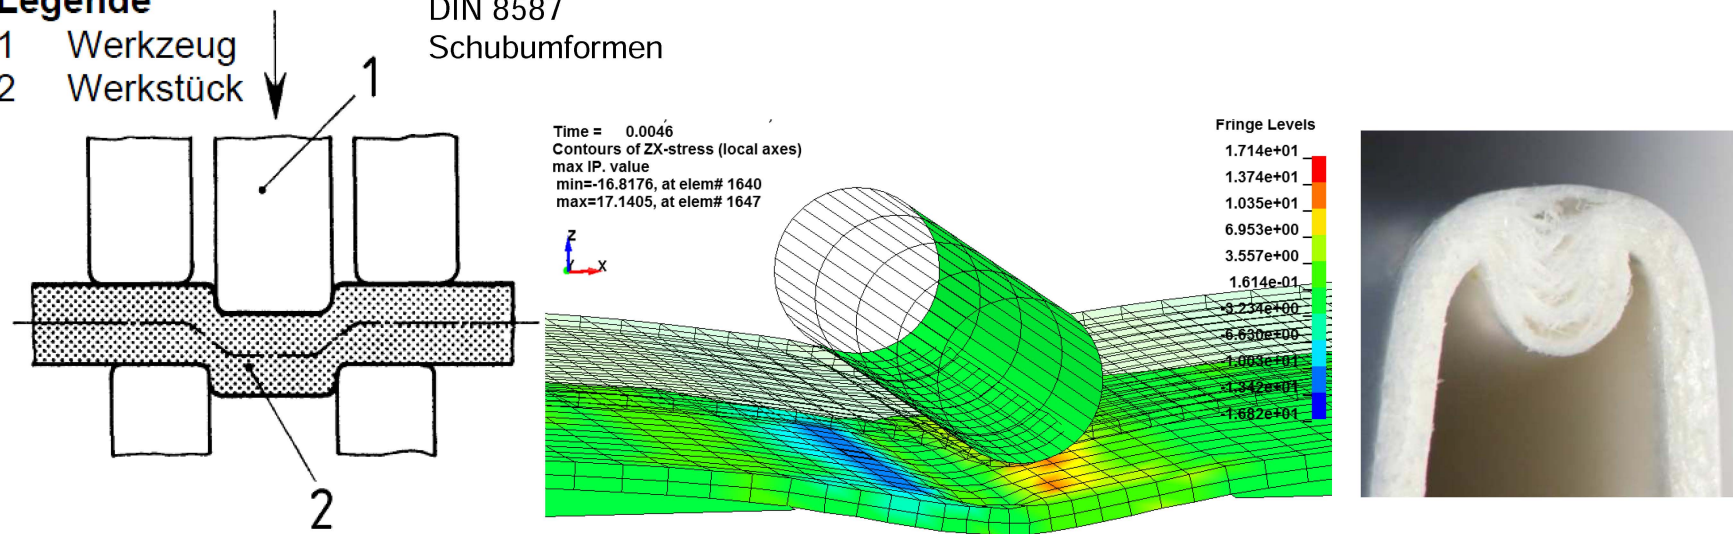 Legende
1 Werkzeug
2 Werkstück
DIN 8587
Schubumformen
1
2
Time = 0.0046
Contours of ZX-stress (local axes)
max IP. value
min=-16.8176, at elem# 1640
max=17.1405, at elem# 1647
Z
Y X
Fringe Levels
1.714e+01
1.374e+01
1.035e+01
6.953e+00
3.557e+00
1.614e-01
-3.234e+00
-6.630e+00
-1.003e+01
-1.342e+01
-1.682e+01